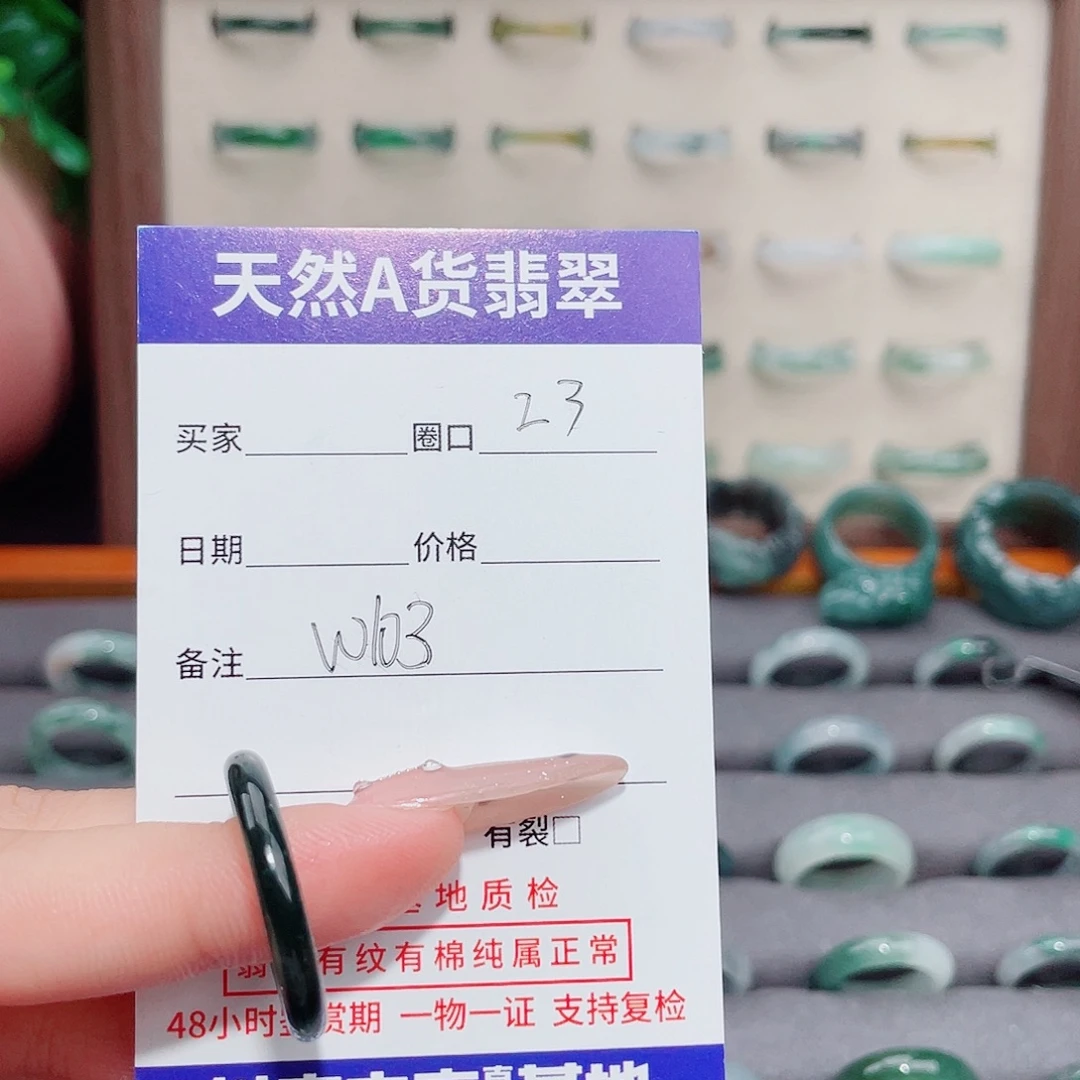 天然A货翡翠
买家 圈口 23
日期 价格
备注 W103
有裂□
地质检
有纹有棉纯属正常
48小时 赏期 一物一证 支持复检